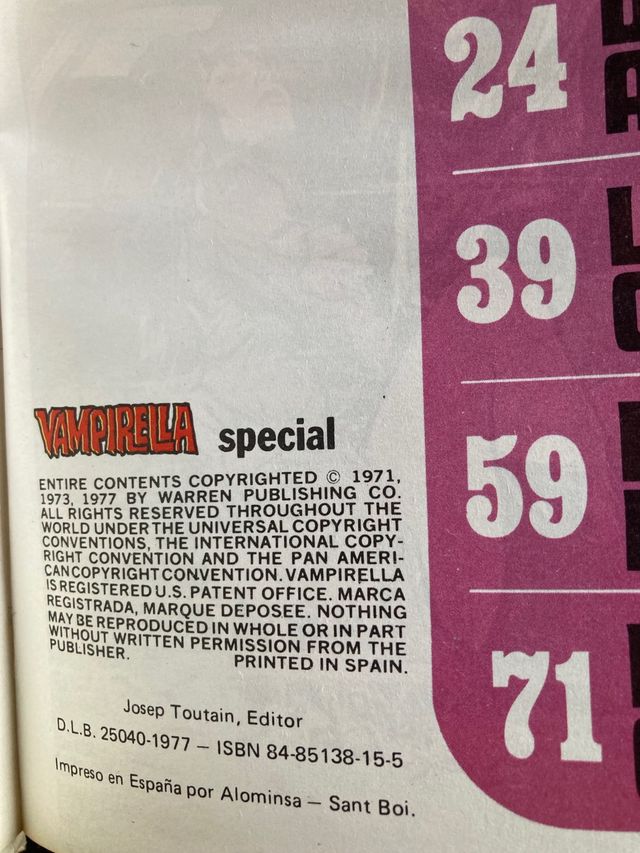 VAMPIRELLA special
ENTIRE CONTENTS COPYRIGHTED © 1971,
1973, 1977 BY WARREN PUBLISHING CO.
ALL RIGHTS RESERVED THROUGHOUT THE
WORLD UNDER THE UNIVERSAL COPYRIGHT
CONVENTIONS, THE INTERNATIONAL COPY-
RIGHT CONVENTION AND THE PAN AMERI-
CAN COPYRIGHT CONVENTION. VAMPIRELLA
IS REGISTERED U.S. PATENT OFFICE. MARCA
REGISTRADA, MARQUE DEPOSEE. NOTHING
MAY BE REPRODUCED IN WHOLE OR IN PART
WITHOUT WRITTEN PERMISSION FROM THE
PUBLISHER. PRINTED IN SPAIN.
Josep Toutain, Editor
D.L.B. 25040-1977 — ISBN 84-85138-15-5
Impreso en España por Alominsa — Sant Boi.
24
39
59
71